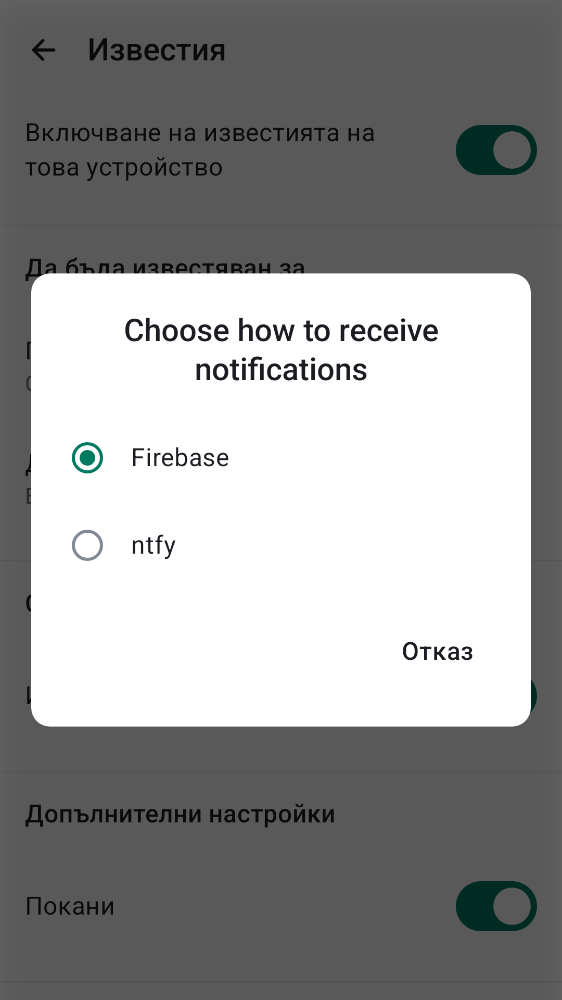 Известия
Включване на известията на
това устройство
Да бъда известяван за
Choose how to receive
notifications
Firebase
ntfy
Отказ
Допълнителни настройки
Покани